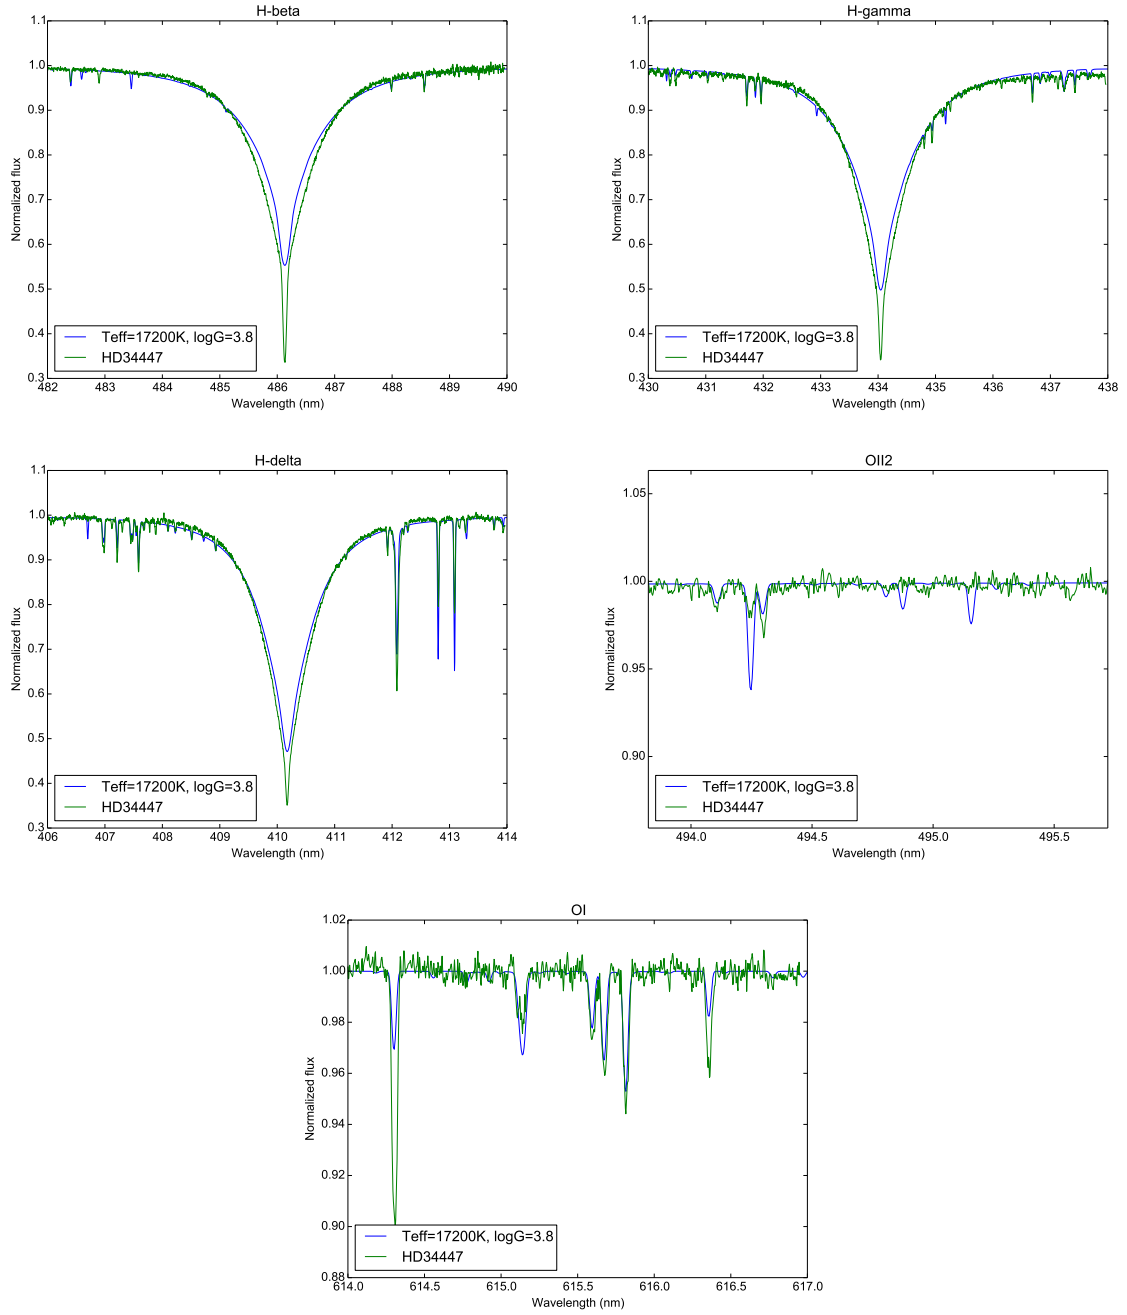 H-beta
1.1
1.0
0.9
0.8
0.7
0.6
0.5
0.4
0.3
Normalized flux
Teff=17200K, logG=3.8
HD34447
482 483 484 485 486 487 488 489 490
Wavelength (nm)
H-gamma
1.1
1.0
0.9
0.8
0.7
0.6
0.5
0.4
0.3
Normalized flux
Teff=17200K, logG=3.8
HD34447
430 431 432 433 434 435 436 437 438
Wavelength (nm)
H-delta
1.1
1.0
0.9
0.8
0.7
0.6
0.5
0.4
0.3
Normalized flux
Teff=17200K, logG=3.8
HD34447
406 407 408 409 410 411 412 413 414
Wavelength (nm)
OII2
1.05
1.00
0.95
0.90
Normalized flux
Teff=17200K, logG=3.8
HD34447
494.0 494.5 495.0 495.5
Wavelength (nm)
OI
1.02
1.00
0.98
0.96
0.94
0.92
0.90
0.88
Normalized flux
Teff=17200K, logG=3.8
HD34447
614.0 614.5 615.0 615.5 616.0 616.5 617.0
Wavelength (nm)